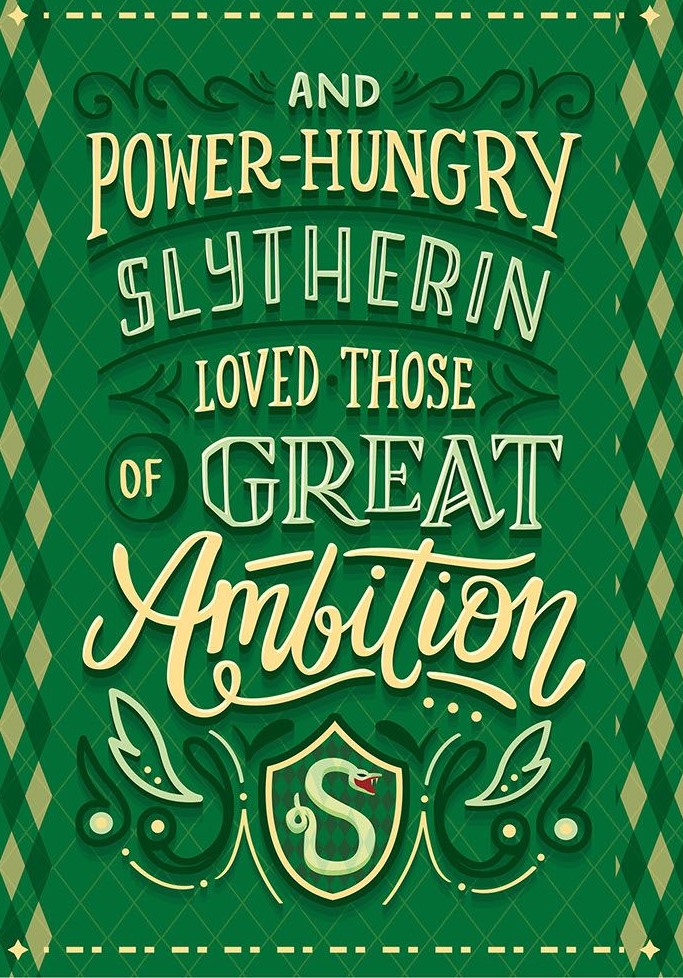 AND
POWER-HUNGRY
SLYTHERIN
LOVED THOSE
OF GREAT
Ambition